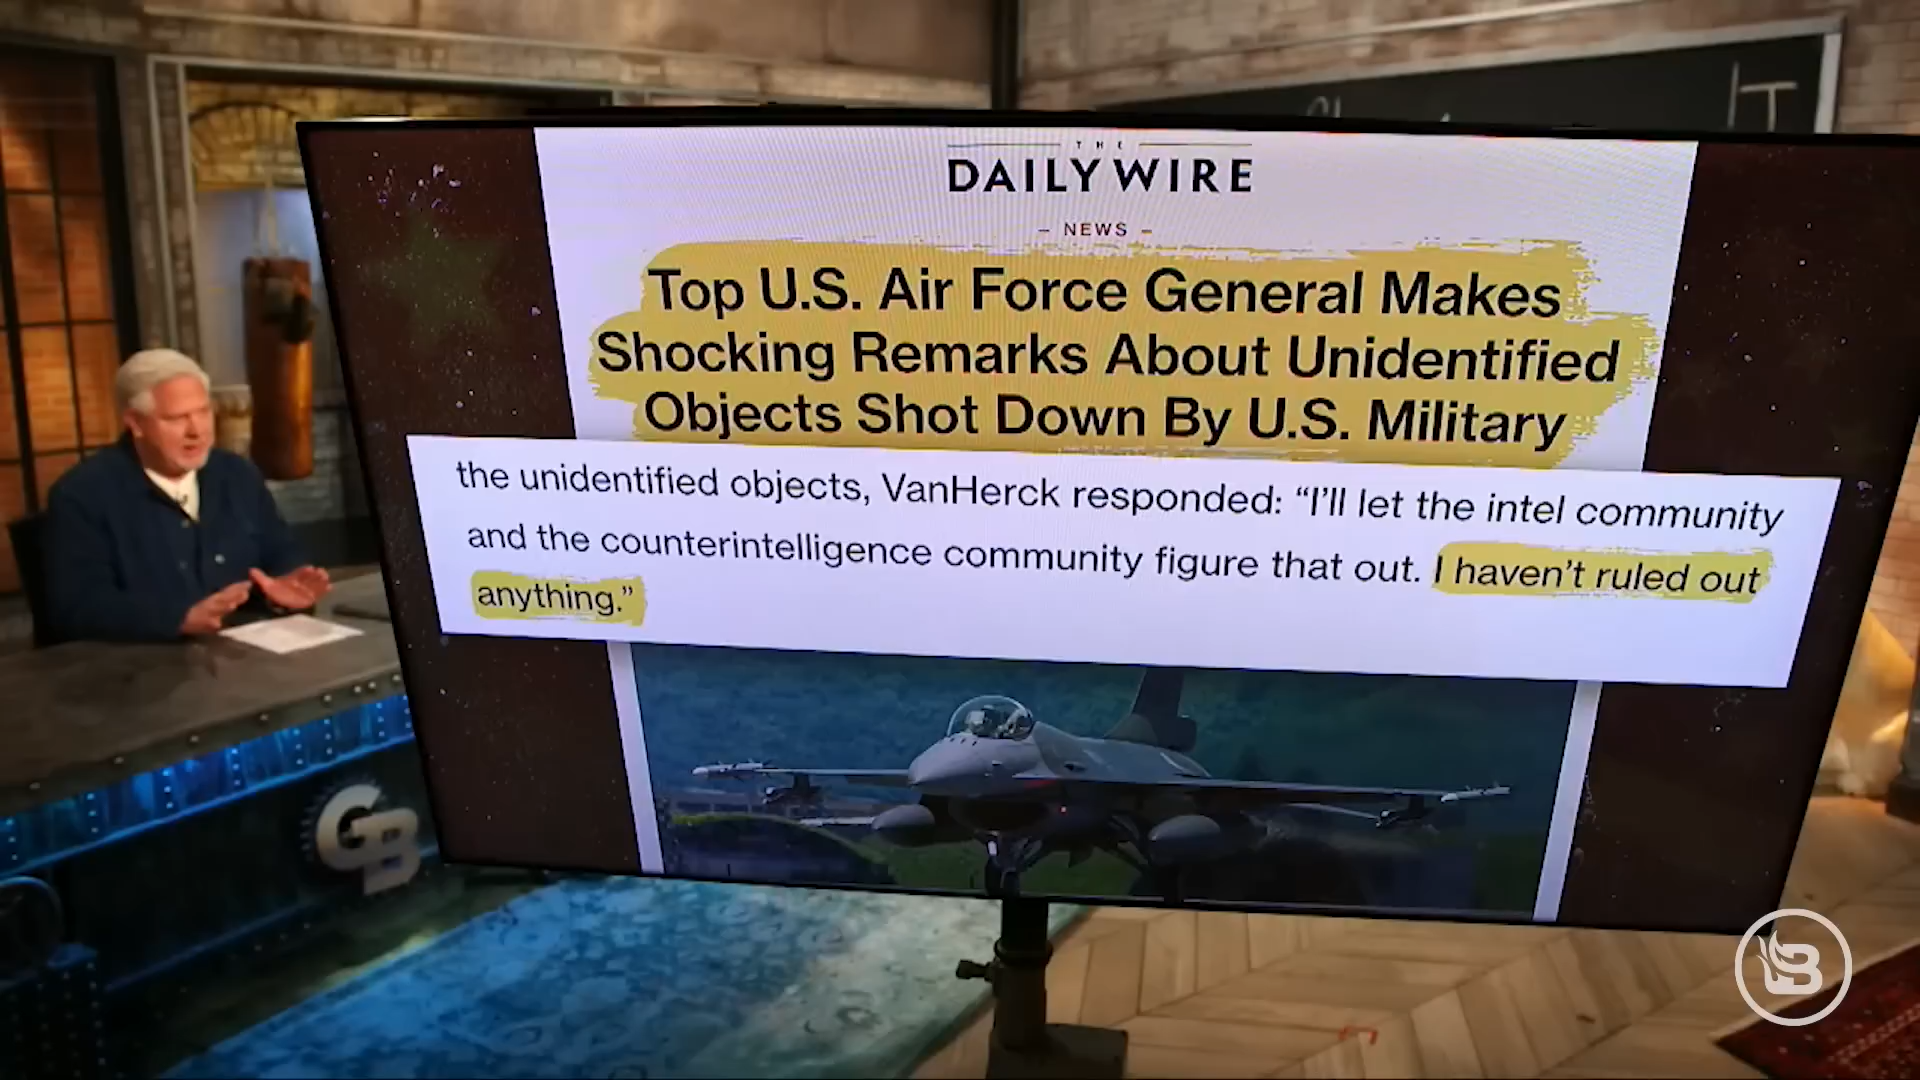 THE
DAILY WIRE
– NEWS –
Top U.S. Air Force General Makes
Shocking Remarks About Unidentified
Objects Shot Down By U.S. Military
the unidentified objects, VanHerck responded: “I’ll let the intel community
and the counterintelligence community figure that out. I haven’t ruled out
anything.”
GB
B